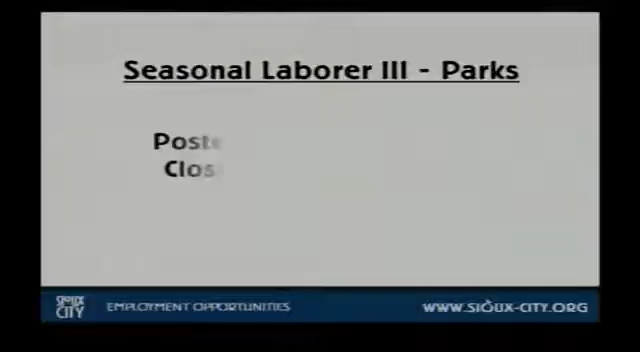 Seasonal Laborer III - Parks
Poste
Clos
SIOUX
CITY
EMPLOYMENT OPPORTUNITIES
WWW.SIOUX-CITY.ORG